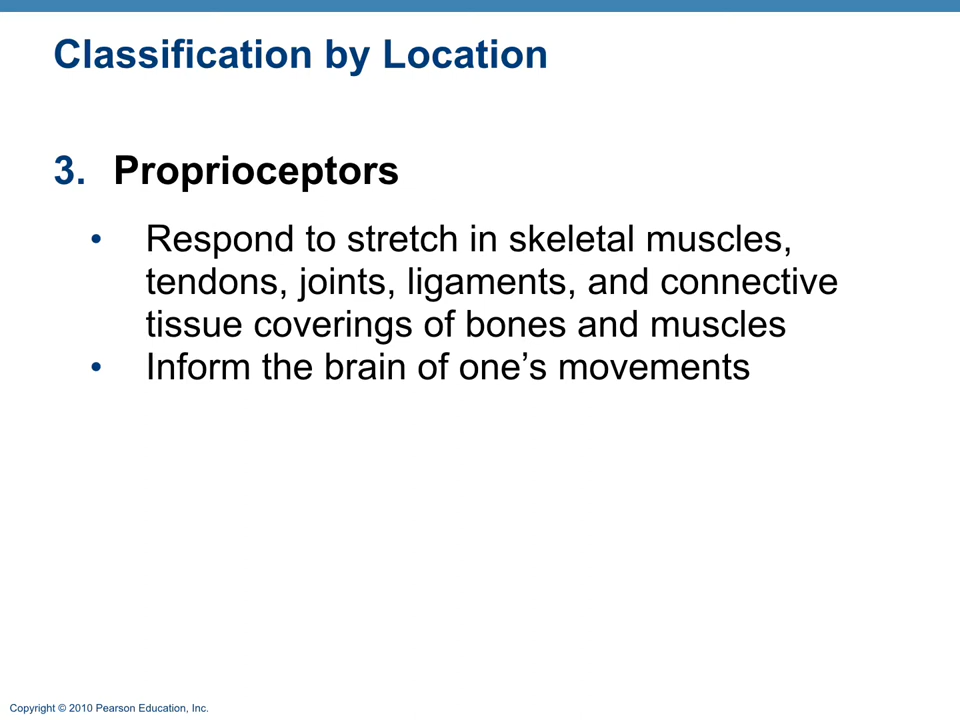 Classification by Location
3. Proprioceptors
• Respond to stretch in skeletal muscles,
tendons, joints, ligaments, and connective
tissue coverings of bones and muscles
• Inform the brain of one’s movements
Copyright © 2010 Pearson Education, Inc.